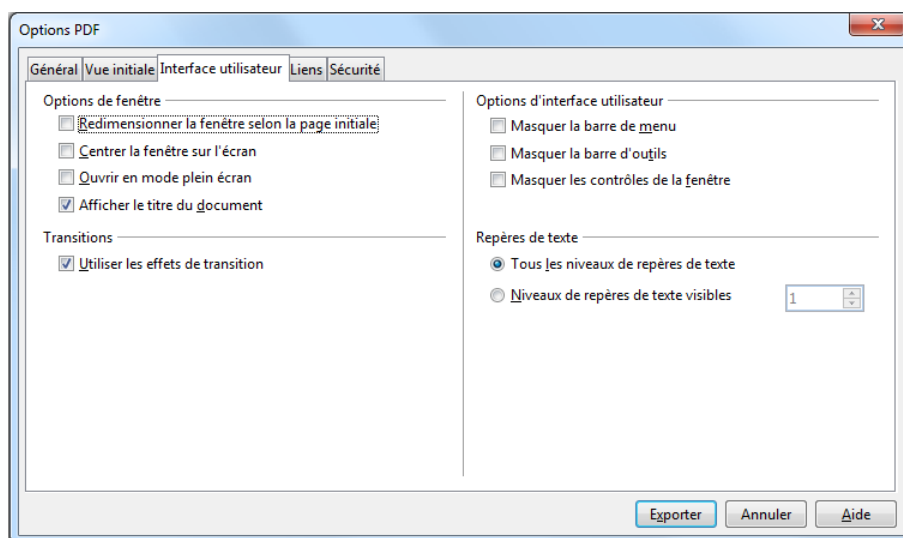 Options PDF
Général Vue initiale Interface utilisateur Liens Sécurité
Options de fenêtre
Redimensionner la fenêtre selon la page initiale
Centrer la fenêtre sur l'écran
Ouvrir en mode plein écran
Afficher le titre du document
Transitions
Utiliser les effets de transition
Options d'interface utilisateur
Masquer la barre de menu
Masquer la barre d'outils
Masquer les contrôles de la fenêtre
Repères de texte
Tous les niveaux de repères de texte
Niveaux de repères de texte visibles 1
Exporter Annuler Aide